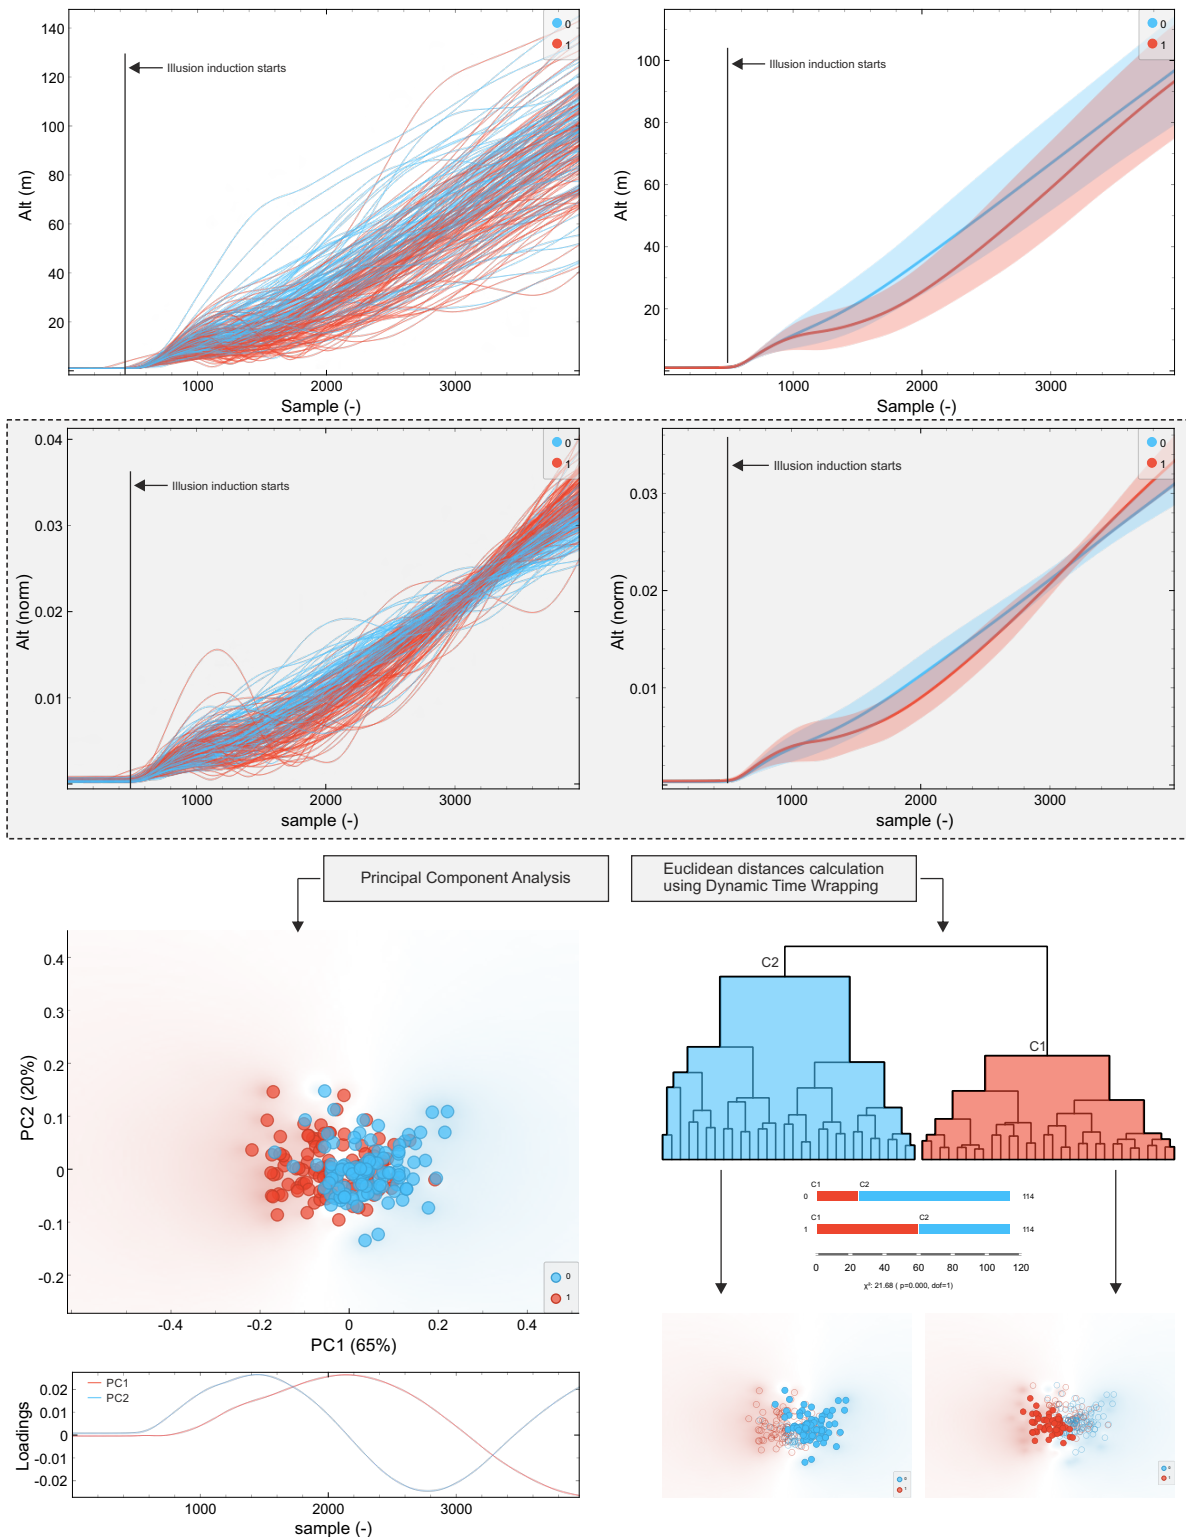 140
120
100
80
60
40
20
Alt (m)
Illusion induction starts
0
1
1000
2000
3000
Sample (-)
100
80
60
40
20
Alt (m)
Illusion induction starts
0
1
1000
2000
3000
Sample (-)
0.04
0.03
0.02
0.01
Alt (norm)
Illusion induction starts
0
1
1000
2000
3000
sample (-)
0.03
0.02
0.01
Alt (norm)
Illusion induction starts
0
1
1000
2000
3000
sample (-)
Principal Component Analysis
Euclidean distances calculation
using Dynamic Time Wrapping
0.4
0.3
0.2
0.1
0
-0.1
-0.2
PC2 (20%)
0
1
-0.4
-0.2
0
0.2
0.4
PC1 (65%)
PC1
PC2
0.02
0.01
0
-0.01
-0.02
Loadings
1000
2000
3000
sample (-)
C2
C1
C1
C2
0
114
C1
C2
1
114
0
20
40
60
80
100
120
χ²: 21.68 ( p=0.000, dof=1)
0
1
0
1